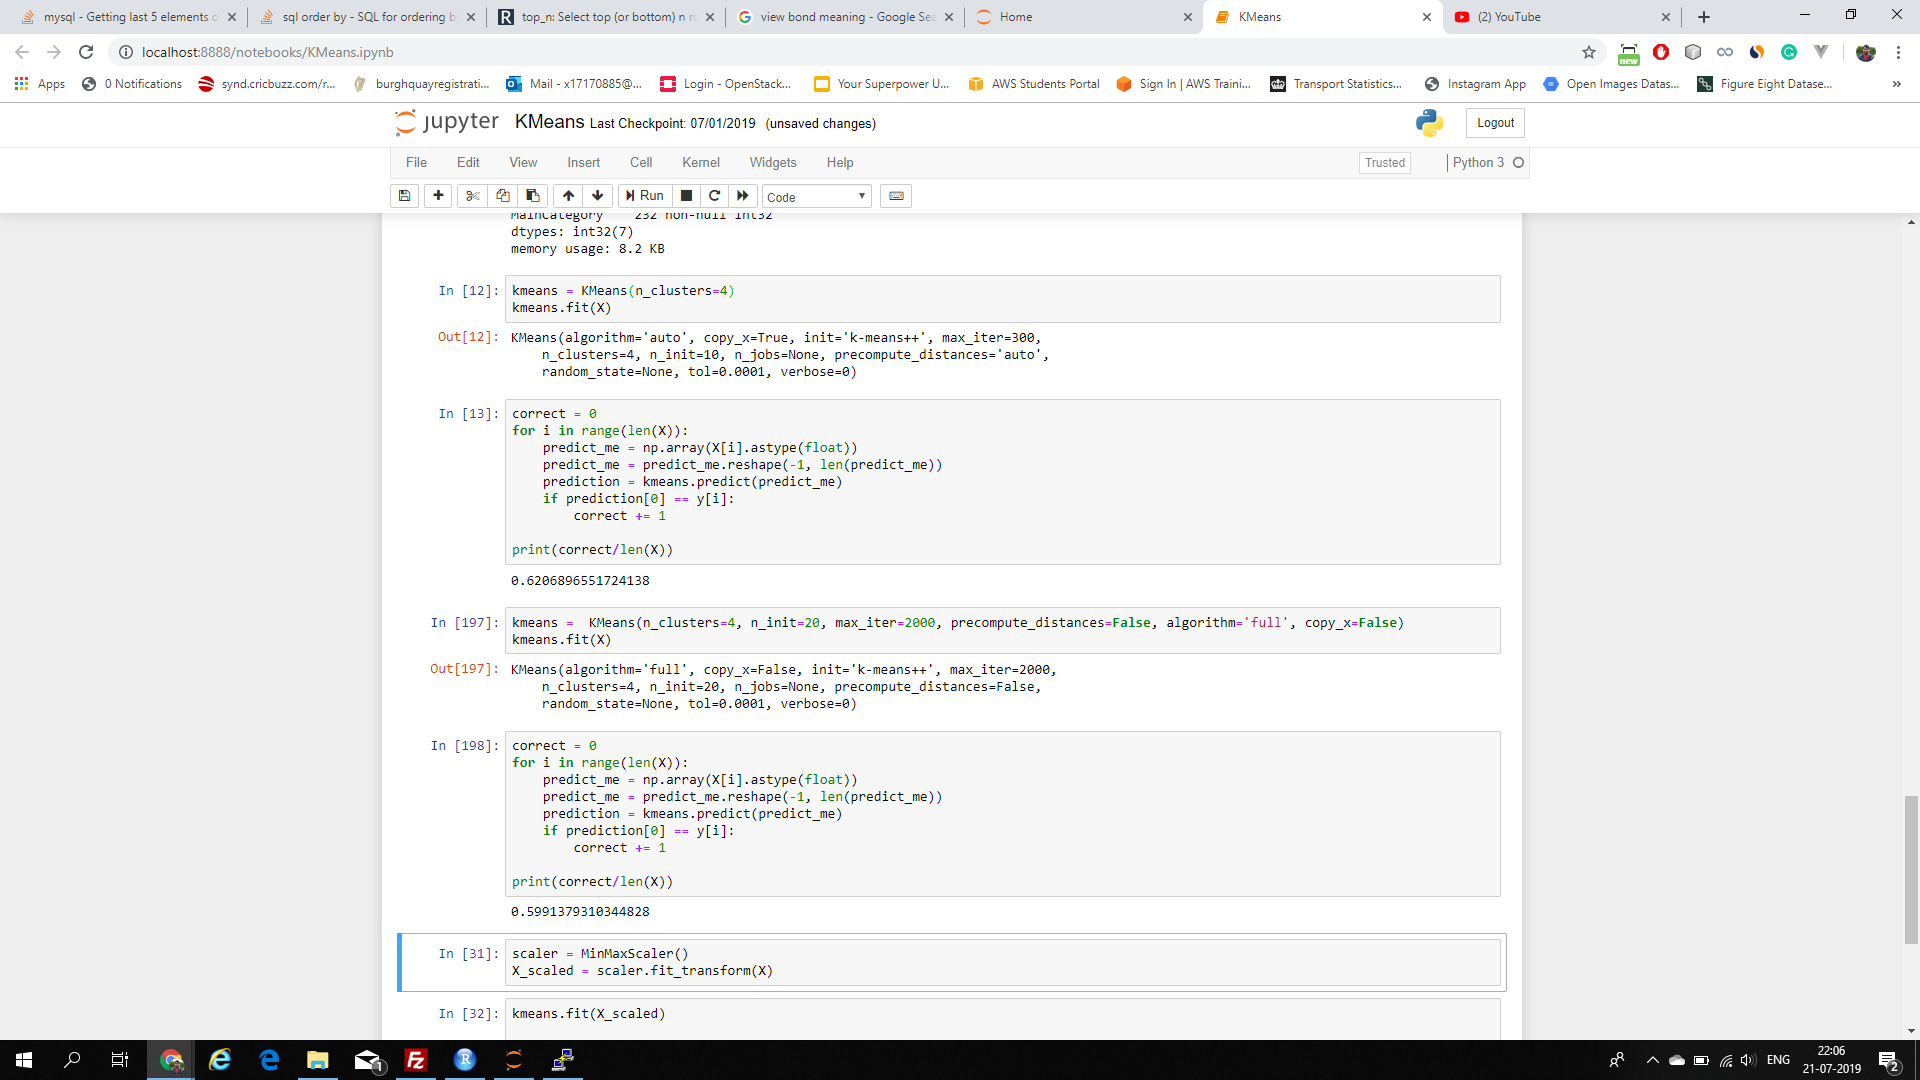 mysql - Getting last 5 elements o
sql order by - SQL for ordering b
top_n: Select top (or bottom) n ro
view bond meaning - Google Sea
Home
KMeans
(2) YouTube
localhost:8888/notebooks/KMeans.ipynb
new
Apps
0 Notifications
synd.cricbuzz.com/r...
burghquayregistrati...
Mail - x17170885@...
Login - OpenStack...
Your Superpower U...
AWS Students Portal
Sign In | AWS Traini...
Transport Statistics...
Instagram App
Open Images Datas...
Figure Eight Datase...
»
jupyter KMeans Last Checkpoint: 07/01/2019 (unsaved changes)
Logout
File Edit View Insert Cell Kernel Widgets Help
Trusted
Python 3
Run
Code
MainCategory    232 non-null int32
dtypes: int32(7)
memory usage: 8.2 KB
In [12]: kmeans = KMeans(n_clusters=4)
kmeans.fit(X)
Out[12]: KMeans(algorithm='auto', copy_x=True, init='k-means++', max_iter=300,
    n_clusters=4, n_init=10, n_jobs=None, precompute_distances='auto',
    random_state=None, tol=0.0001, verbose=0)
In [13]: correct = 0
for i in range(len(X)):
    predict_me = np.array(X[i].astype(float))
    predict_me = predict_me.reshape(-1, len(predict_me))
    prediction = kmeans.predict(predict_me)
    if prediction[0] == y[i]:
        correct += 1
print(correct/len(X))
0.6206896551724138
In [197]: kmeans =  KMeans(n_clusters=4, n_init=20, max_iter=2000, precompute_distances=False, algorithm='full', copy_x=False)
kmeans.fit(X)
Out[197]: KMeans(algorithm='full', copy_x=False, init='k-means++', max_iter=2000,
    n_clusters=4, n_init=20, n_jobs=None, precompute_distances=False,
    random_state=None, tol=0.0001, verbose=0)
In [198]: correct = 0
for i in range(len(X)):
    predict_me = np.array(X[i].astype(float))
    predict_me = predict_me.reshape(-1, len(predict_me))
    prediction = kmeans.predict(predict_me)
    if prediction[0] == y[i]:
        correct += 1
print(correct/len(X))
0.5991379310344828
In [31]: scaler = MinMaxScaler()
X_scaled = scaler.fit_transform(X)
In [32]: kmeans.fit(X_scaled)
1
ENG
22:06
21-07-2019
2